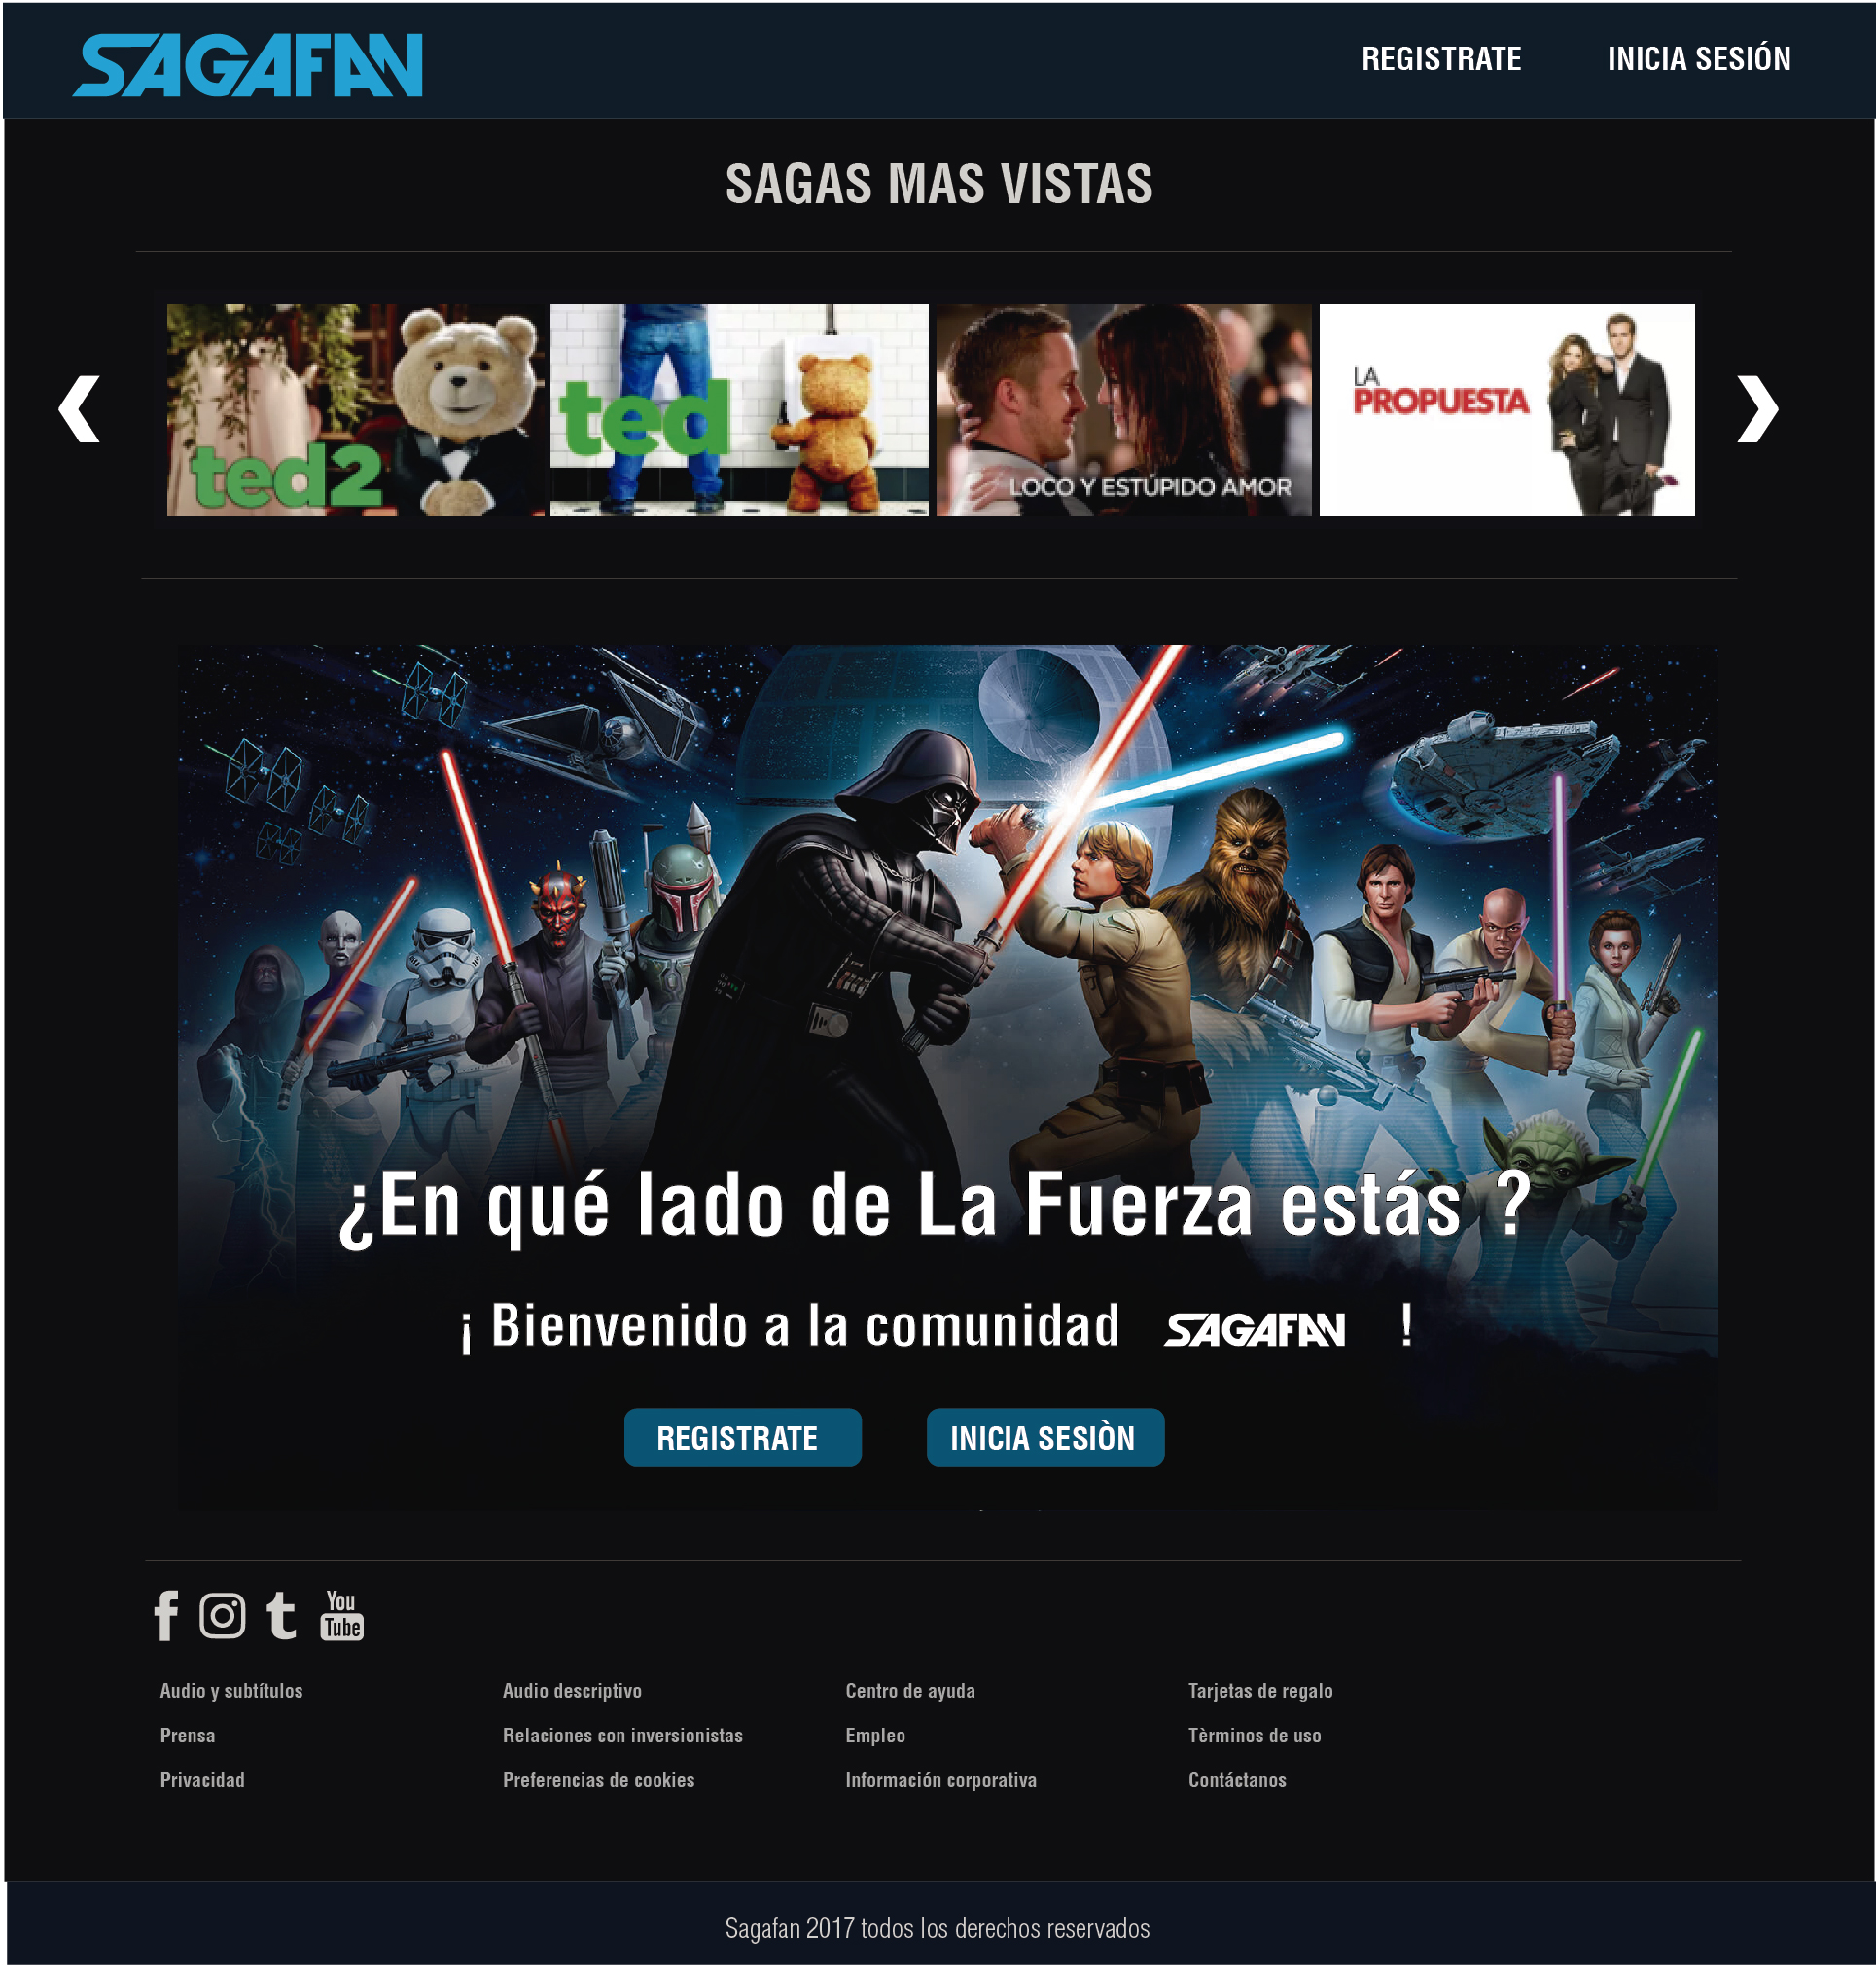 SAGAFAN
REGISTRATE INICIA SESIÓN
SAGAS MAS VISTAS
ted2
ted
LOCO Y ESTÚPIDO AMOR
LA
PROPUESTA
¿En qué lado de La Fuerza estás ?
¡ Bienvenido a la comunidad SAGAFAN !
REGISTRATE INICIA SESIÒN
f t You
Tube
Audio y subtítulos Audio descriptivo Centro de ayuda Tarjetas de regalo
Prensa Relaciones con inversionistas Empleo Tèrminos de uso
Privacidad Preferencias de cookies Información corporativa Contáctanos
Sagafan 2017 todos los derechos reservados